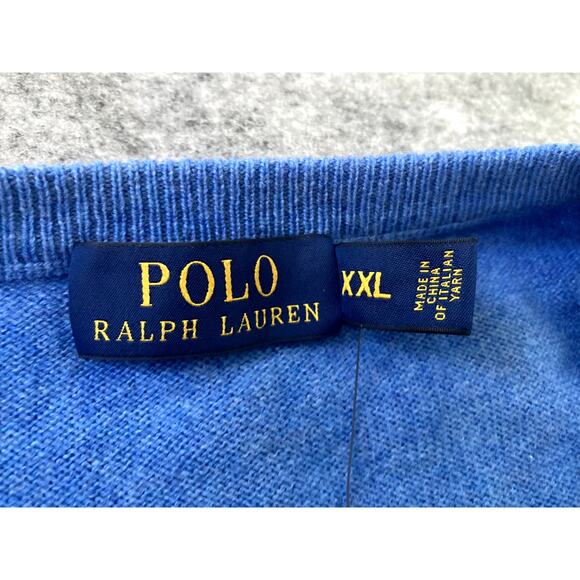 POLO
RALPH LAUREN
XXL
MADE IN
CHINA
OF ITALIAN
YARN